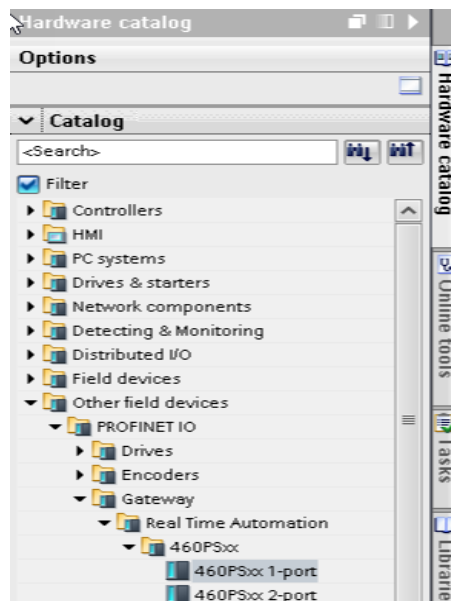 Hardware catalog
Options
Catalog
<Search>
Filter
Controllers
HMI
PC systems
Drives & starters
Network components
Detecting & Monitoring
Distributed I/O
Field devices
Other field devices
PROFINET IO
Drives
Encoders
Gateway
Real Time Automation
460PSxx
460PSxx 1-port
460PSxx 2-port
Hardware catalog
Online tools
Tasks